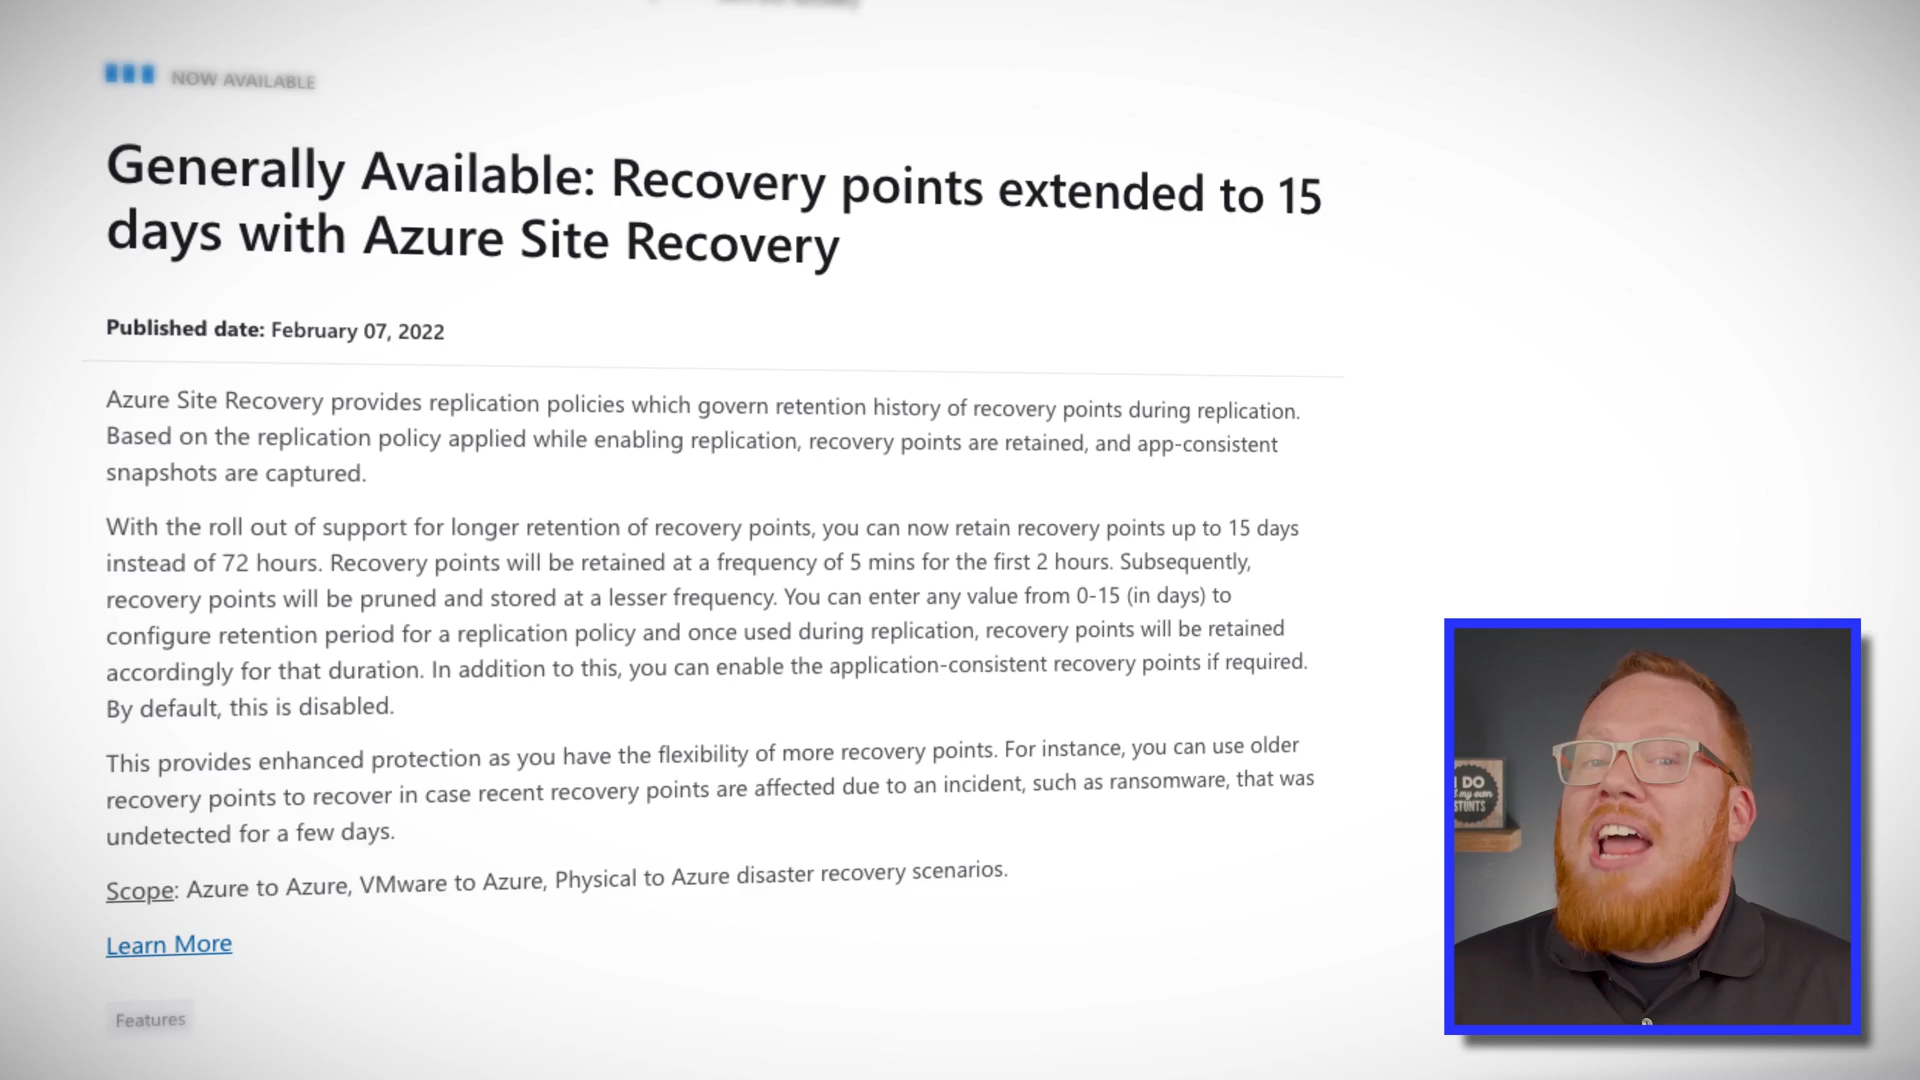 NOW AVAILABLE
Generally Available: Recovery points extended to 15
days with Azure Site Recovery
Published date: February 07, 2022
Azure Site Recovery provides replication policies which govern retention history of recovery points during replication.
Based on the replication policy applied while enabling replication, recovery points are retained, and app-consistent
snapshots are captured.
With the roll out of support for longer retention of recovery points, you can now retain recovery points up to 15 days
instead of 72 hours. Recovery points will be retained at a frequency of 5 mins for the first 2 hours. Subsequently,
recovery points will be pruned and stored at a lesser frequency. You can enter any value from 0-15 (in days) to
configure retention period for a replication policy and once used during replication, recovery points will be retained
accordingly for that duration. In addition to this, you can enable the application-consistent recovery points if required.
By default, this is disabled.
This provides enhanced protection as you have the flexibility of more recovery points. For instance, you can use older
recovery points to recover in case recent recovery points are affected due to an incident, such as ransomware, that was
undetected for a few days.
Scope: Azure to Azure, VMware to Azure, Physical to Azure disaster recovery scenarios.
Learn More
Features
I DO
my own
STUNTS